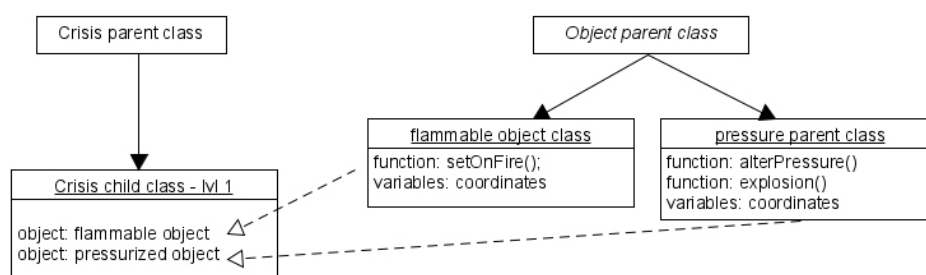 Crisis parent class
Object parent class
flammable object class
function: setOnFire();
variables: coordinates
pressure parent class
function: alterPressure()
function: explosion()
variables: coordinates
Crisis child class - lvl 1
object: flammable object
object: pressurized object